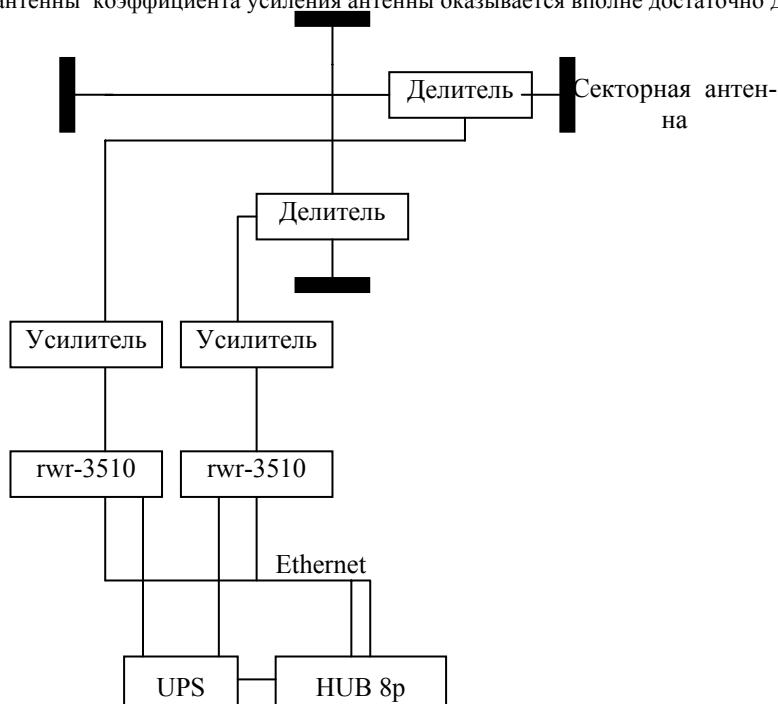 антенны коэффициента усиления антенны оказывается вполне достаточно
Делитель
Секторная антен-
на
Делитель
Усилитель
Усилитель
rwr-3510
rwr-3510
Ethernet
UPS
HUB 8p